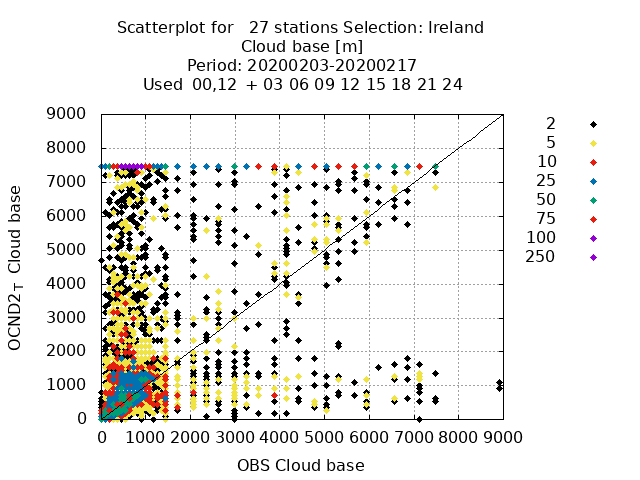 Scatterplot for   27 stations Selection: Ireland
Cloud base [m]
Period: 20200203-20200217
Used  00,12  + 03 06 09 12 15 18 21 24
9000
8000
7000
6000
5000
4000
3000
2000
1000
0
OCND2T  Cloud base
0 1000 2000 3000 4000 5000 6000 7000 8000 9000
OBS Cloud base
2
5
10
25
50
75
100
250